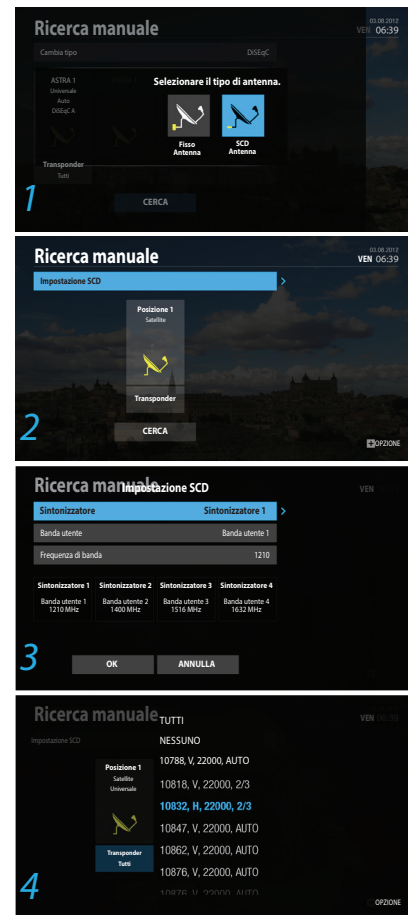 Ricerca manuale
03.08.2012
VEN 06:39
Cambia tipo DiSEqC
ASTRA 1
Universale
Auto
DiSEqC A
Selezionare il tipo di antenna.
Fisso
Antenna
SCD
Antenna
Transponder
Tutti
CERCA
1
Ricerca manuale
03.08.2012
VEN 06:39
Impostazione SCD >
Posizione 1
Satellite
Transponder
CERCA
OPZIONE
2
Ricerca manuale
Impostazione SCD
VEN
Sintonizzatore Sintonizzatore 1 >
Banda utente Banda utente 1
Frequenza di banda 1210
Sintonizzatore 1 Sintonizzatore 2 Sintonizzatore 3 Sintonizzatore 4
Banda utente 1 Banda utente 2 Banda utente 3 Banda utente 4
1210 MHz 1400 MHz 1516 MHz 1632 MHz
OK ANNULLA
3
Ricerca manuale
VEN 06:39
Impostazione SCD
TUTTI
NESSUNO
10788, V, 22000, AUTO
10818, V, 22000, 2/3
10832, H, 22000, 2/3
10847, V, 22000, AUTO
10862, V, 22000, AUTO
10876, V, 22000, AUTO
10876, V, 22000, AUTO
Posizione 1
Satellite
Universale
Transponder
Tutti
OPZIONE
4